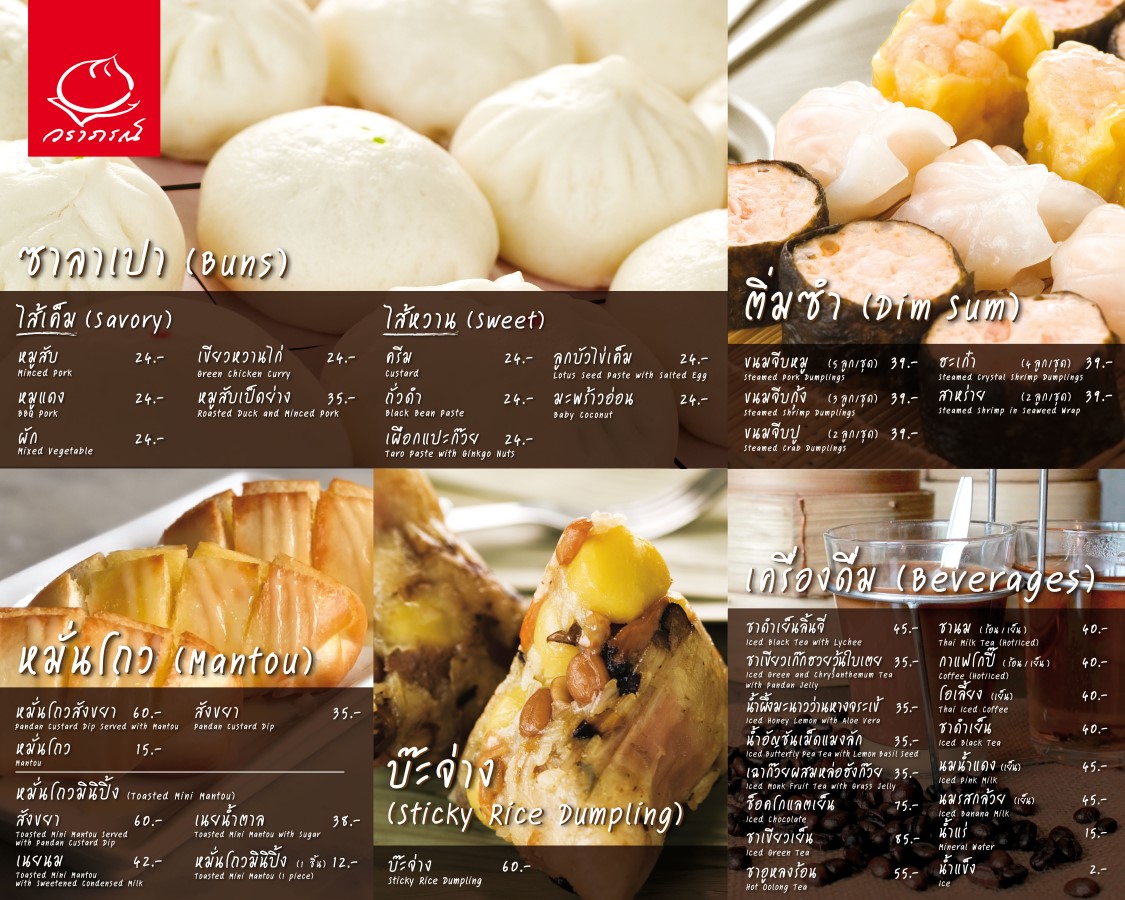 วราภรณ์
ซาลาเปา (Buns)
ไส้เค็ม (Savory)
หมูสับ 24.-
Minced Pork
หมูแดง 24.-
BBQ Pork
ผัก 24.-
Mixed Vegetable
เขียวหวานไก่ 24.-
Green Chicken Curry
หมูสับเป็ดย่าง 35.-
Roasted Duck and Minced Pork
ไส้หวาน (Sweet)
ครีม 24.-
Custard
ถั่วดำ 24.-
Black Bean Paste
เผือกแปะก๊วย 24.-
Taro Paste with Ginkgo Nuts
ลูกบัวไข่เค็ม 24.-
Lotus Seed Paste with Salted Egg
มะพร้าวอ่อน 24.-
Baby Coconut
ติ่มซำ (Dim Sum)
ขนมจีบหมู (5 ลูก/ชุด) 39.-
Steamed Pork Dumplings
ขนมจีบกุ้ง (3 ลูก/ชุด) 39.-
Steamed Shrimp Dumplings
ขนมจีบปู (2 ลูก/ชุด) 39.-
Steamed Crab Dumplings
ฮะเก๋า (4 ลูก/ชุด) 39.-
Steamed Crystal Shrimp Dumplings
สาหร่าย (2 ลูก/ชุด) 39.-
Steamed Shrimp in Seaweed Wrap
หมั่นโถว (Mantou)
หมั่นโถวสังขยา 60.-
Pandan Custard Dip Served with Mantou
หมั่นโถว 15.-
Mantou
สังขยา 35.-
Pandan Custard Dip
หมั่นโถวมินิปิ้ง (Toasted Mini Mantou)
สังขยา 60.-
Toasted Mini Mantou Served
with Pandan Custard Dip
เนยนม 42.-
Toasted Mini Mantou
with Sweetened Condensed Milk
เนยน้ำตาล 38.-
Toasted Mini Mantou with Sugar
หมั่นโถวมินิปิ้ง (1 ชิ้น) 12.-
Toasted Mini Mantou (1 piece)
บ๊ะจ่าง
(Sticky Rice Dumpling)
บ๊ะจ่าง 60.-
Sticky Rice Dumpling
เครื่องดื่ม (Beverages)
ชาดำเย็นลิ้นจี่ 45.-
Iced Black Tea with Lychee
ชาเขียวเก๊กฮวยวุ้นใบเตย 35.-
Iced Green and Chrysanthemum Tea
with Pandan Jelly
น้ำผึ้งมะนาวว่านหางจระเข้ 35.-
Iced Honey Lemon with Aloe Vera
น้ำอัญชันเม็ดแมงลัก 35.-
Iced Butterfly Pea Tea with Lemon Basil Seed
เฉาก๊วยผสมหล่อฮังก๊วย 35.-
Iced Monk Fruit Tea with Grass Jelly
ช็อคโกแลตเย็น 75.-
Iced Chocolate
ชาเขียวเย็น 85.-
Iced Green Tea
ชาอูหลงร้อน 55.-
Hot Oolong Tea
ชานม (ร้อน/เย็น) 40.-
Thai Milk Tea (Hot/Iced)
กาแฟโกปี๊ (ร้อน/เย็น) 40.-
Coffee (Hot/Iced)
โอเลี้ยง (เย็น) 40.-
Thai Iced Coffee
ชาดำเย็น 40.-
Iced Black Tea
นมน้ำแดง (เย็น) 45.-
Iced Pink Milk
นมรสกล้วย (เย็น) 45.-
Iced Banana Milk
น้ำแร่ 15.-
Mineral Water
น้ำแข็ง 2.-
Ice